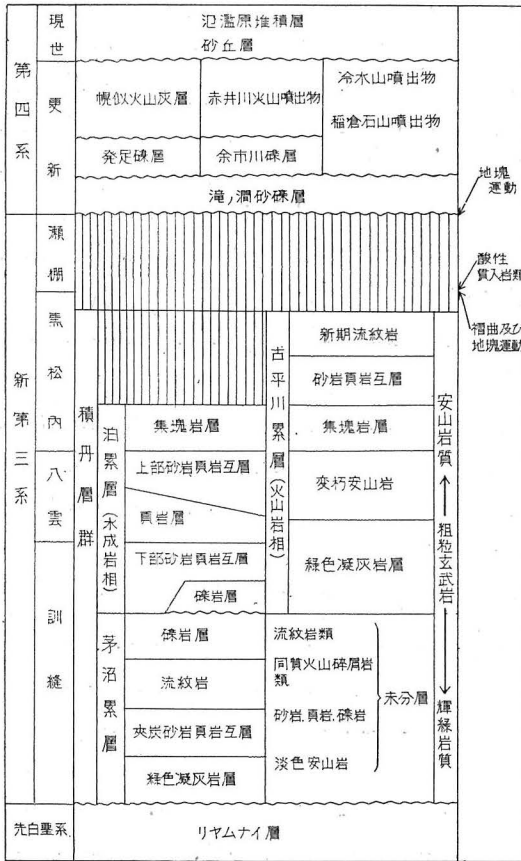 第四系
現世
氾濫原堆積層
砂丘層
更新
幌似火山灰層
赤井川火山噴出物
冷水山噴出物
稲倉石山噴出物
発足礫層
余市川礫層
滝ノ澗砂礫層
地塊
運動
新第三系
瀬棚
酸性
貫入岩類
褶曲及び
地塊運動
黒松内
八雲
訓縫
積丹層群
泊累層(水成岩相)
集塊岩層
上部砂岩頁岩互層
頁岩層
下部砂岩頁岩互層
礫岩層
古平川累層(火山岩相)
新期流紋岩
砂岩頁岩互層
集塊岩層
変朽安山岩
緑色凝灰岩層
安山岩質
粗粒玄武岩
輝緑岩質
茅沼累層
礫岩層
流紋岩
夾炭砂岩頁岩互層
緑色凝灰岩層
流紋岩類
同質火山砕屑岩
類
砂岩.頁岩.礫岩
淡色安山岩
未分層
先白堊系
リヤムナイ層